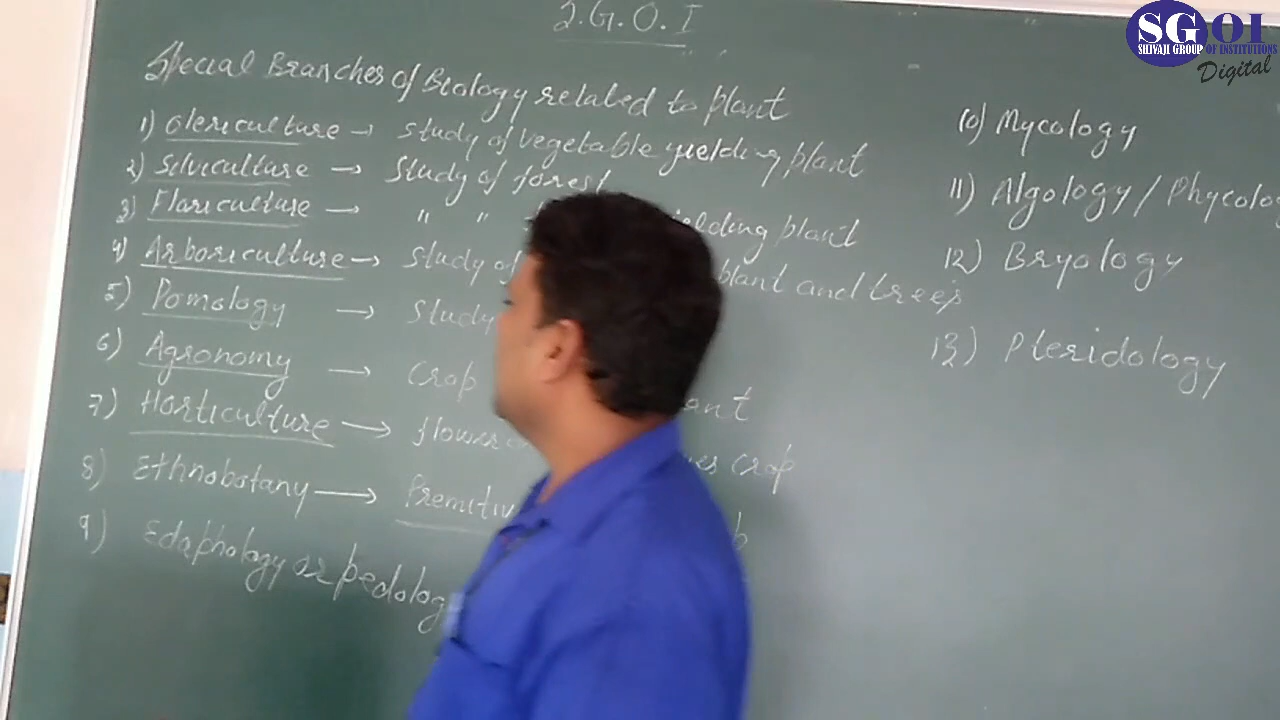 S.G.O.I
Special Branches of Biology related to plant
1) Olericulture → study of vegetable yielding plant
2) Silviculture → study of forest
3) Floriculture → " " yielding plant
4) Arboriculture → study of plant and trees
5) Pomology → study
6) Agronomy → crop
7) Horticulture → flower crop
8) Ethnobotany → Premitiv
9) Edaphology or pedolog
10) Mycology
11) Algology / Phycolog
12) Bryology
13) Pteridology
SGOI
SHIVAJI GROUP OF INSTITUTIONS
Digital